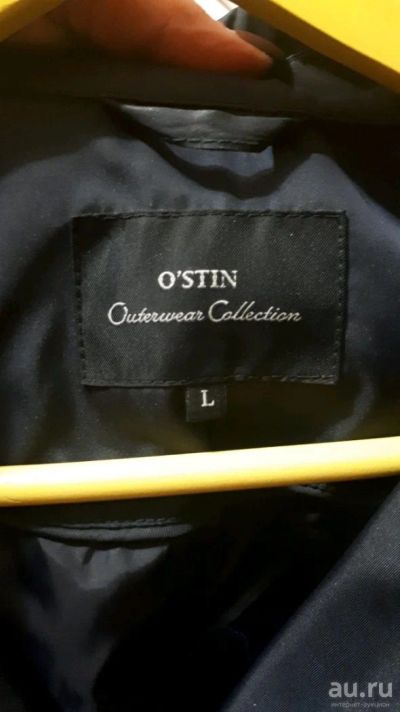 O'STIN
Outerwear Collection
L
au.ru
интернет-аукцион